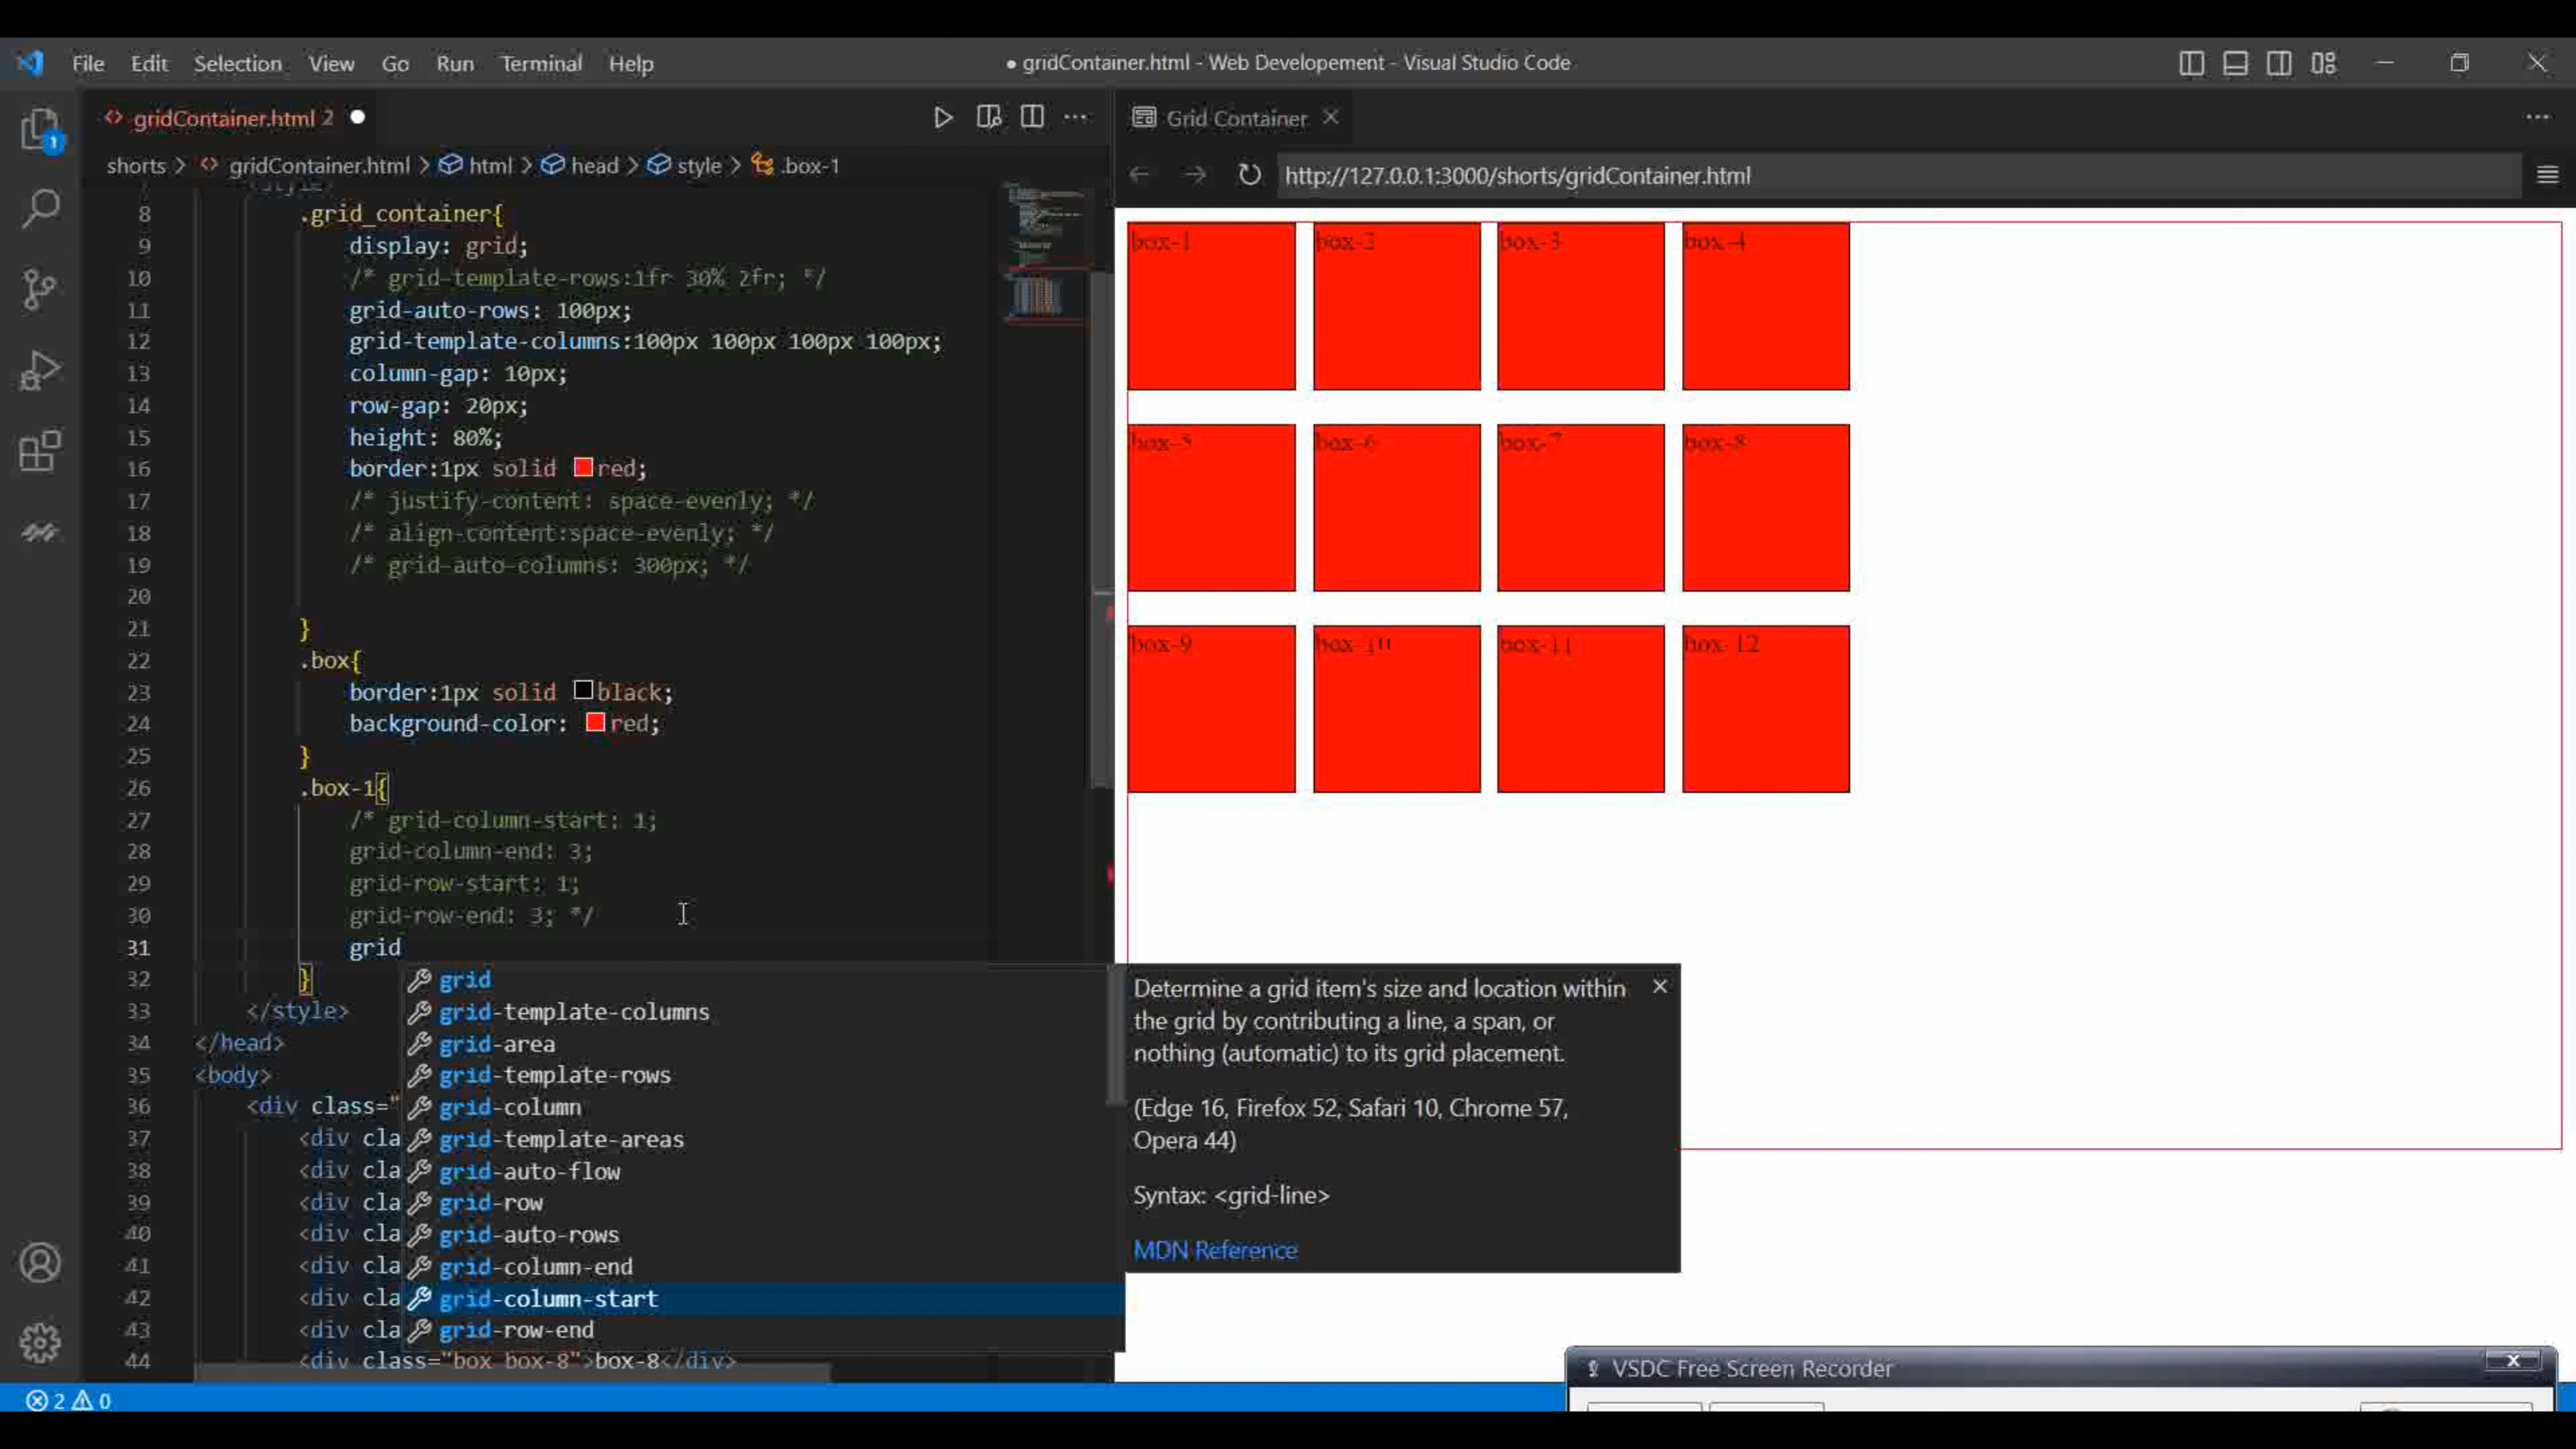 File Edit Selection View Go Run Terminal Help
● gridContainer.html - Web Developement - Visual Studio Code
gridContainer.html 2
Grid Container
shorts > gridContainer.html > html > head > style > .box-1
http://127.0.0.1:3000/shorts/gridContainer.html
1
8 .grid_container{
9 display: grid;
10 /* grid-template-rows:1fr 30% 2fr; */
11 grid-auto-rows: 100px;
12 grid-template-columns:100px 100px 100px 100px;
13 column-gap: 10px;
14 row-gap: 20px;
15 height: 80%;
16 border:1px solid red;
17 /* justify-content: space-evenly; */
18 /* align-content:space-evenly; */
19 /* grid-auto-columns: 300px; */
20
21 }
22 .box{
23 border:1px solid black;
24 background-color: red;
25 }
26 .box-1{
27 /* grid-column-start: 1;
28 grid-column-end: 3;
29 grid-row-start: 1;
30 grid-row-end: 3; */
31 grid
32 }
33 </style>
34 </head>
35 <body>
36 <div class="
37 <div cla
38 <div cla
39 <div cla
40 <div cla
41 <div cla
42 <div cla
43 <div cla
44 <div class="box box-8">box-8</div>
grid
grid-template-columns
grid-area
grid-template-rows
grid-column
grid-template-areas
grid-auto-flow
grid-row
grid-auto-rows
grid-column-end
grid-column-start
grid-row-end
box-1 box-2 box-3 box-4
box-5 box-6 box-7 box-8
box-9 box-10 box-11 box-12
Determine a grid item's size and location within
the grid by contributing a line, a span, or
nothing (automatic) to its grid placement.
(Edge 16, Firefox 52, Safari 10, Chrome 57,
Opera 44)
Syntax: <grid-line>
MDN Reference
VSDC Free Screen Recorder
2 0